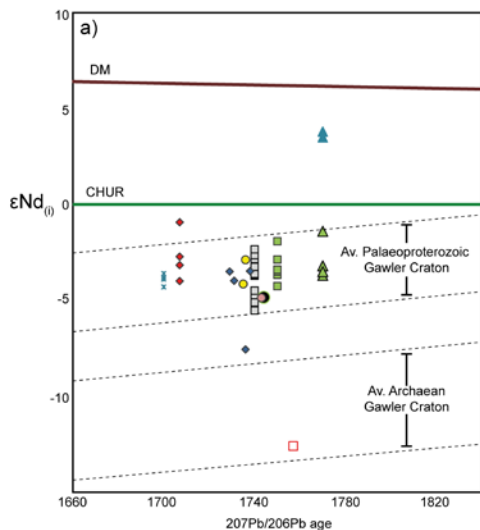 10
a)
DM
5
εNd(i)
CHUR
0
Av. Palaeoproterozoic
Gawler Craton
-5
-10
Av. Archaean
Gawler Craton
1660
1700
1740
1780
1820
207Pb/206Pb age